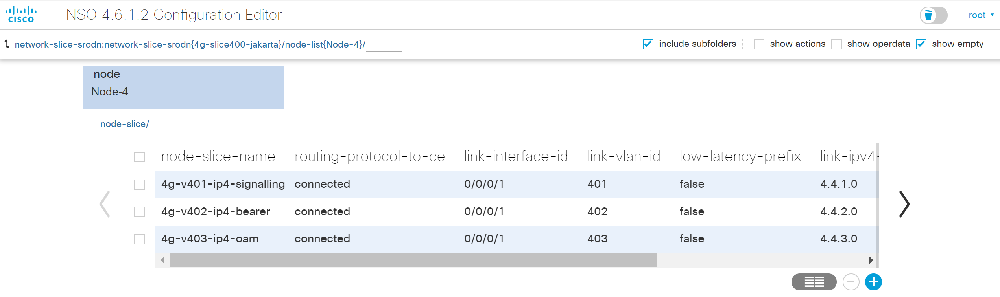 CISCO NSO 4.6.1.2 Configuration Editor root
network-slice-srodn:network-slice-srodn{4g-slice400-jakarta}/node-list{Node-4}/ include subfolders show actions show operdata show empty
node
Node-4
node-slice/
node-slice-name routing-protocol-to-ce link-interface-id link-vlan-id low-latency-prefix link-ipv4-
4g-v401-ip4-signalling connected 0/0/0/1 401 false 4.4.1.0
4g-v402-ip4-bearer connected 0/0/0/1 402 false 4.4.2.0
4g-v403-ip4-oam connected 0/0/0/1 403 false 4.4.3.0